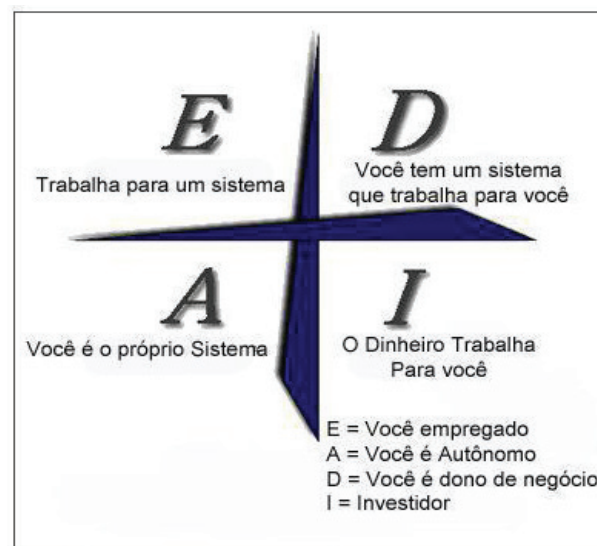 E
Trabalha para um sistema
D
Você tem um sistema
que trabalha para você
A
Você é o próprio Sistema
I
O Dinheiro Trabalha
Para você
E = Você empregado
A = Você é Autônomo
D = Você é dono de negócio
I = Investidor